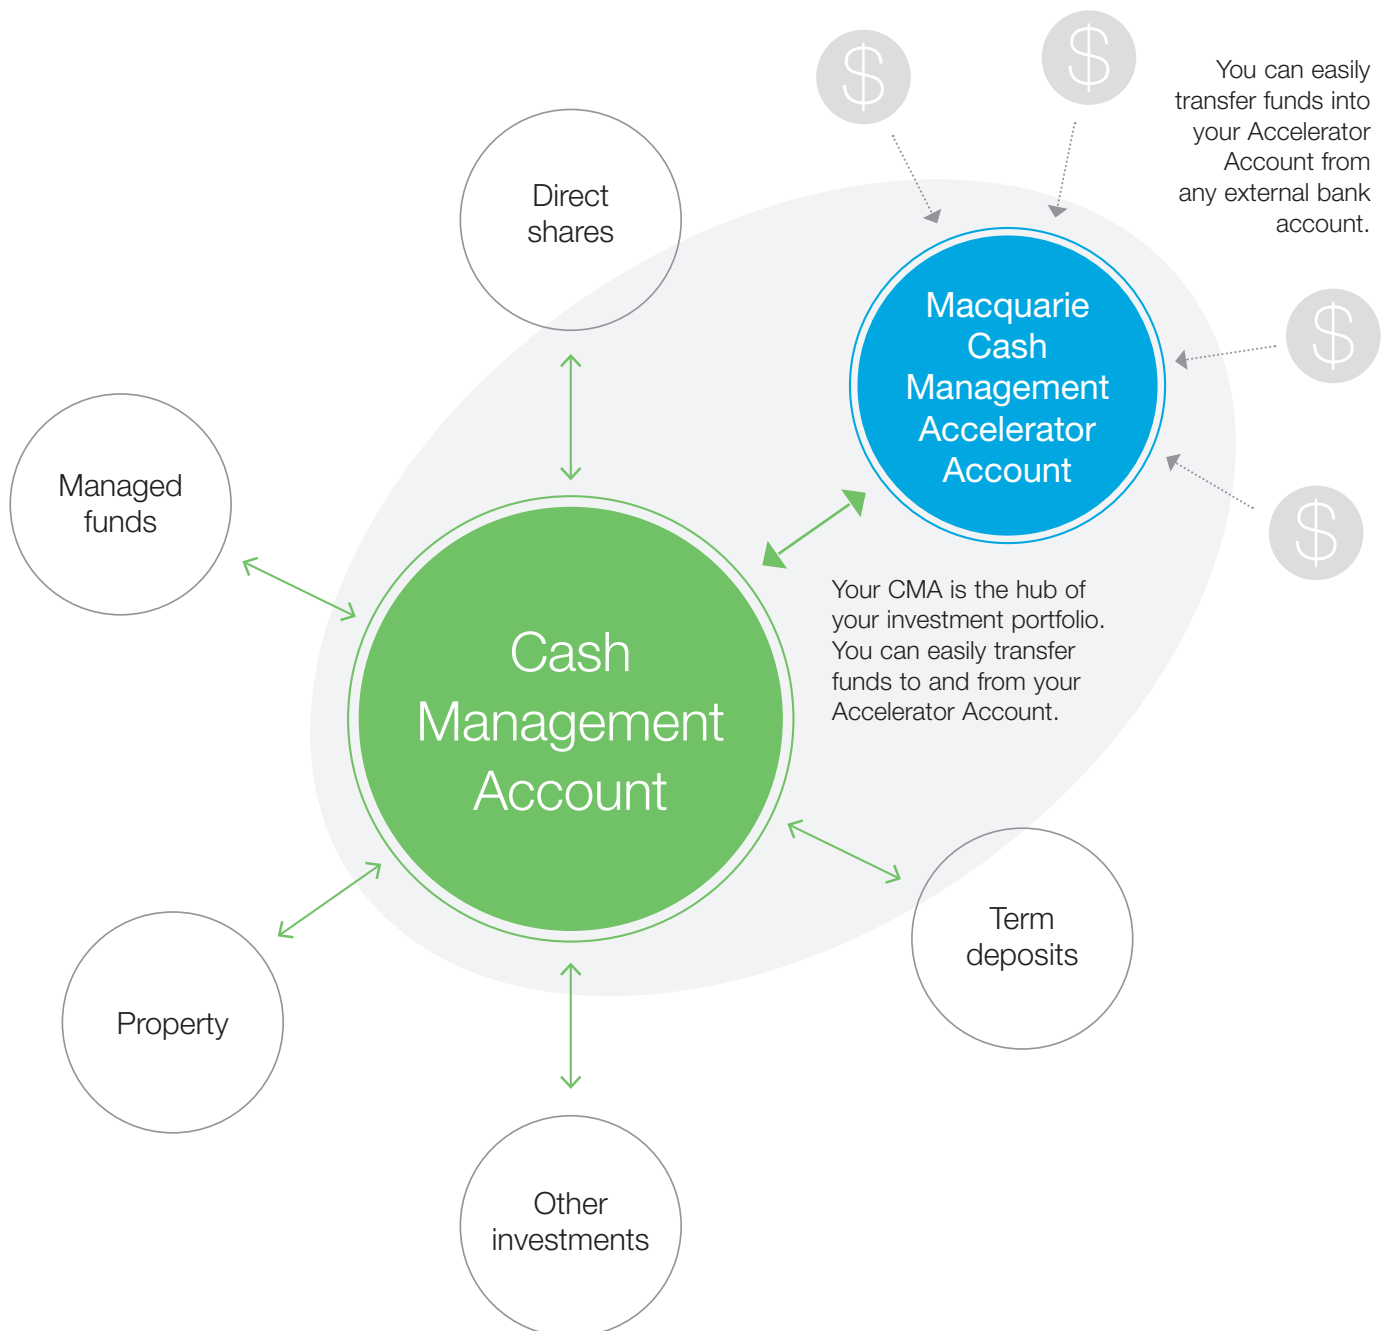 $
$
You can easily
transfer funds into
your Accelerator
Account from
any external bank
account.
Direct
shares
Macquarie
Cash
Management
Accelerator
Account
$
Managed
funds
$
Your CMA is the hub of
your investment portfolio.
You can easily transfer
funds to and from your
Accelerator Account.
Cash
Management
Account
Term
deposits
Property
Other
investments